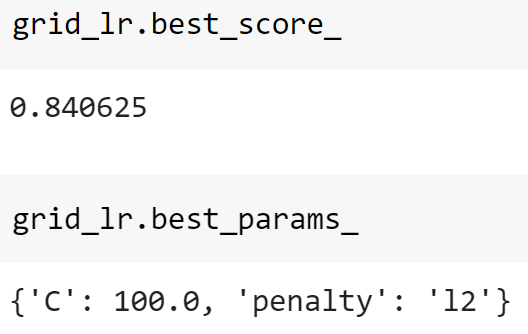 grid_lr.best_score_
0.840625
grid_lr.best_params_
{'C': 100.0, 'penalty': 'l2'}